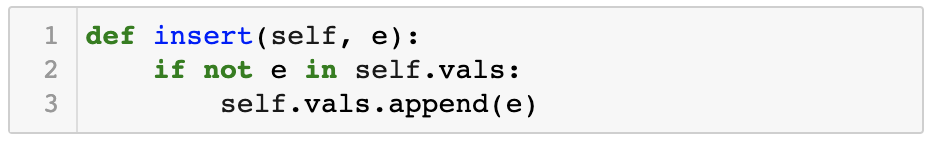 1 def insert(self, e):
2     if not e in self.vals:
3         self.vals.append(e)